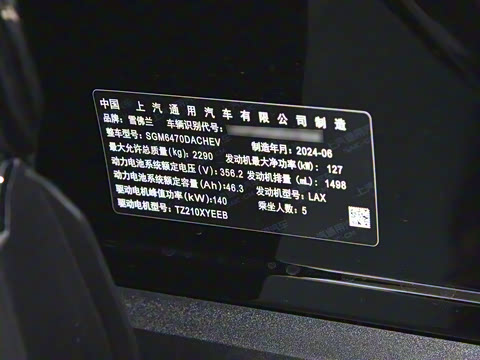 中国 上汽通用汽车有限公司制造
品牌：雪佛兰 车辆识别代号：
整车型号：SGM6470DACHEV 制造年月：2024-06
最大允许总质量(kg)：2290 发动机最大净功率(kW)：127
动力电池系统额定电压(V)：356.2 发动机排量(mL)：1498
动力电池系统额定容量(Ah)：46.3 发动机型号：LAX
驱动电机峰值功率(kW)：140 乘坐人数：5
驱动电机型号：TZ210XYEEB